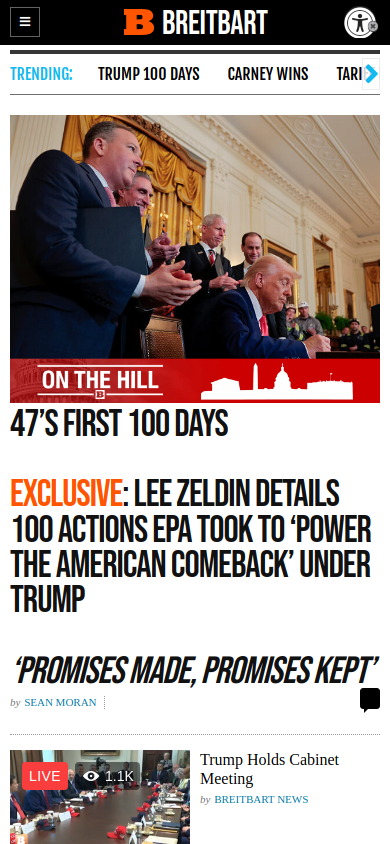 B BREITBART
TRENDING: TRUMP 100 DAYS CARNEY WINS TARI
ON THE HILL
B
47'S FIRST 100 DAYS
EXCLUSIVE: LEE ZELDIN DETAILS
100 ACTIONS EPA TOOK TO ‘POWER
THE AMERICAN COMEBACK’ UNDER
TRUMP
‘PROMISES MADE, PROMISES KEPT’
by SEAN MORAN
LIVE 1.1K
Trump Holds Cabinet
Meeting
by BREITBART NEWS